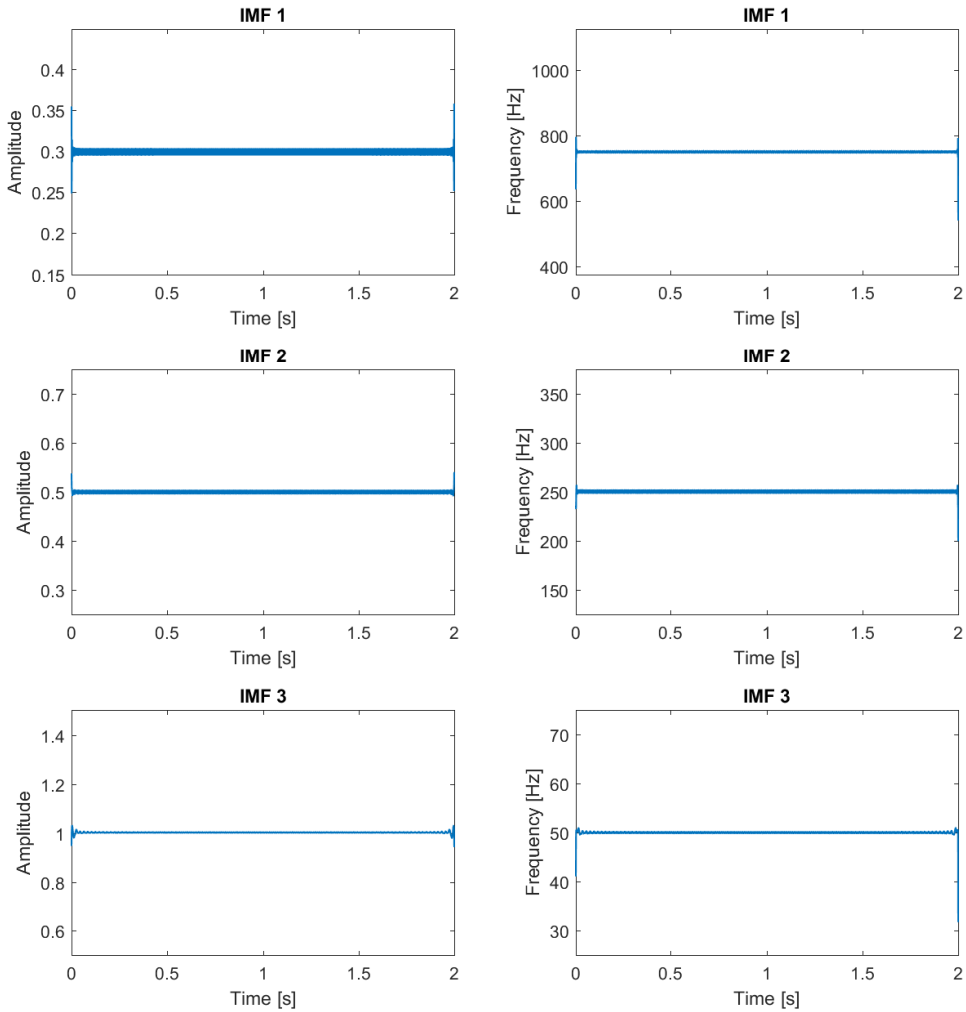 IMF 1
Amplitude
0.4
0.35
0.3
0.25
0.2
0.15
0 0.5 1 1.5 2
Time [s]
IMF 1
Frequency [Hz]
1000
800
600
400
0 0.5 1 1.5 2
Time [s]
IMF 2
Amplitude
0.7
0.6
0.5
0.4
0.3
0 0.5 1 1.5 2
Time [s]
IMF 2
Frequency [Hz]
350
300
250
200
150
0 0.5 1 1.5 2
Time [s]
IMF 3
Amplitude
1.4
1.2
1
0.8
0.6
0 0.5 1 1.5 2
Time [s]
IMF 3
Frequency [Hz]
70
60
50
40
30
0 0.5 1 1.5 2
Time [s]